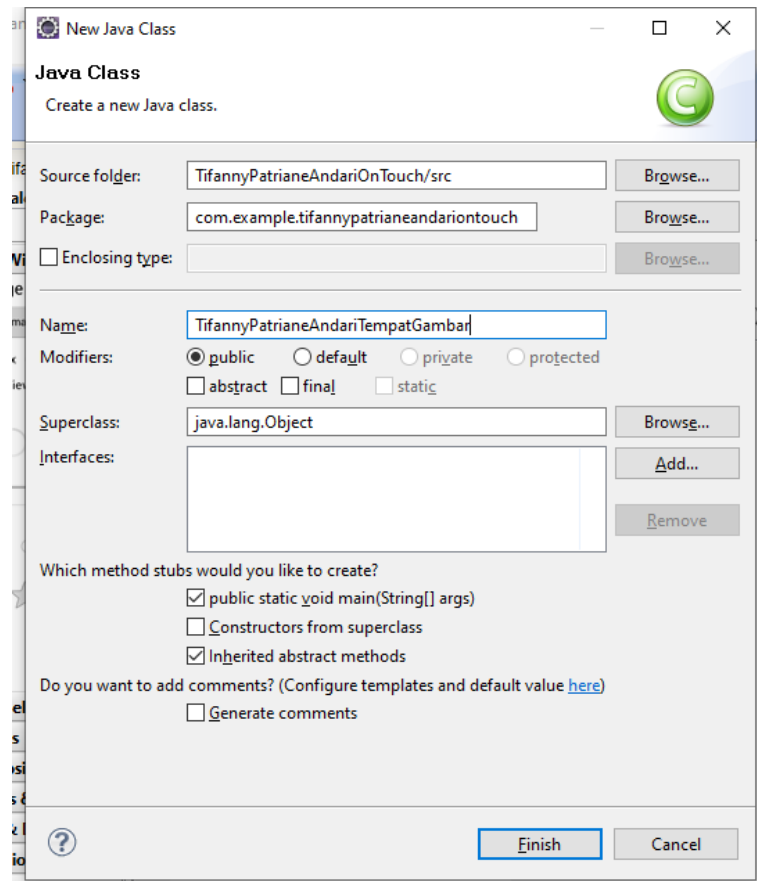 New Java Class
Java Class
Create a new Java class.
Source folder: TifannyPatrianeAndariOnTouch/src Browse...
Package: com.example.tifannypatrianeandariontouch Browse...
Enclosing type: Browse...
Name: TifannyPatrianeAndariTempatGambar
Modifiers: public default private protected
abstract final static
Superclass: java.lang.Object Browse...
Interfaces: Add...
Remove
Which method stubs would you like to create?
public static void main(String[] args)
Constructors from superclass
Inherited abstract methods
Do you want to add comments? (Configure templates and default value here)
Generate comments
? Finish Cancel